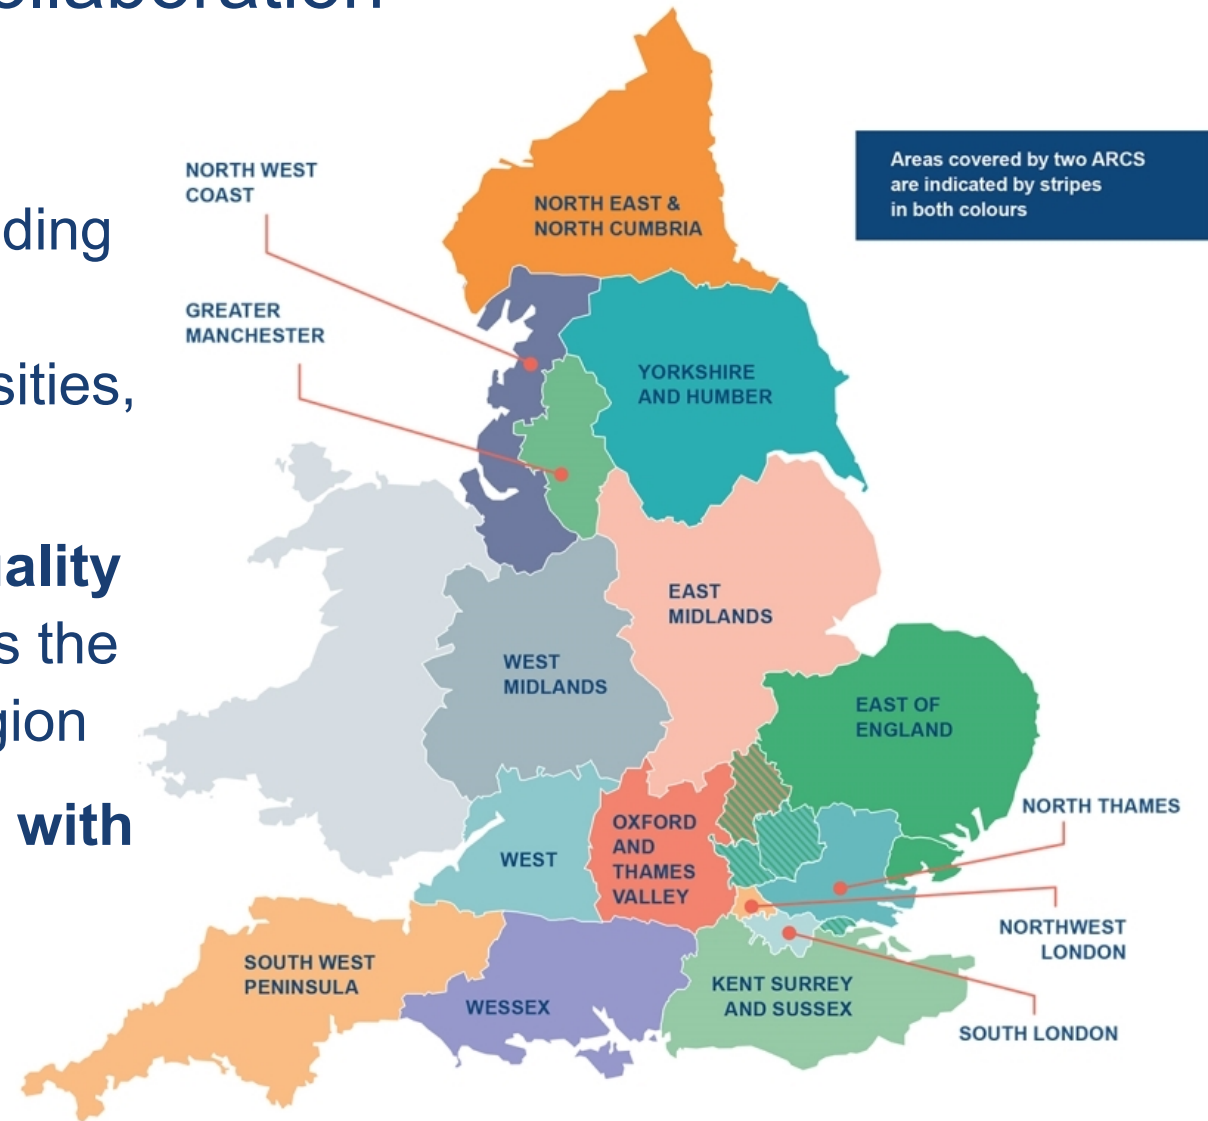 ollaboration
ding
sities,
ality
s the
gion
with
NORTH WEST
COAST
GREATER
MANCHESTER
NORTH EAST &
NORTH CUMBRIA
Areas covered by two ARCS
are indicated by stripes
in both colours
YORKSHIRE
AND HUMBER
EAST
MIDLANDS
WEST
MIDLANDS
EAST OF
ENGLAND
NORTH THAMES
OXFORD
AND
THAMES
VALLEY
WEST
NORTHWEST
LONDON
SOUTH WEST
PENINSULA
WESSEX
KENT SURREY
AND SUSSEX
SOUTH LONDON